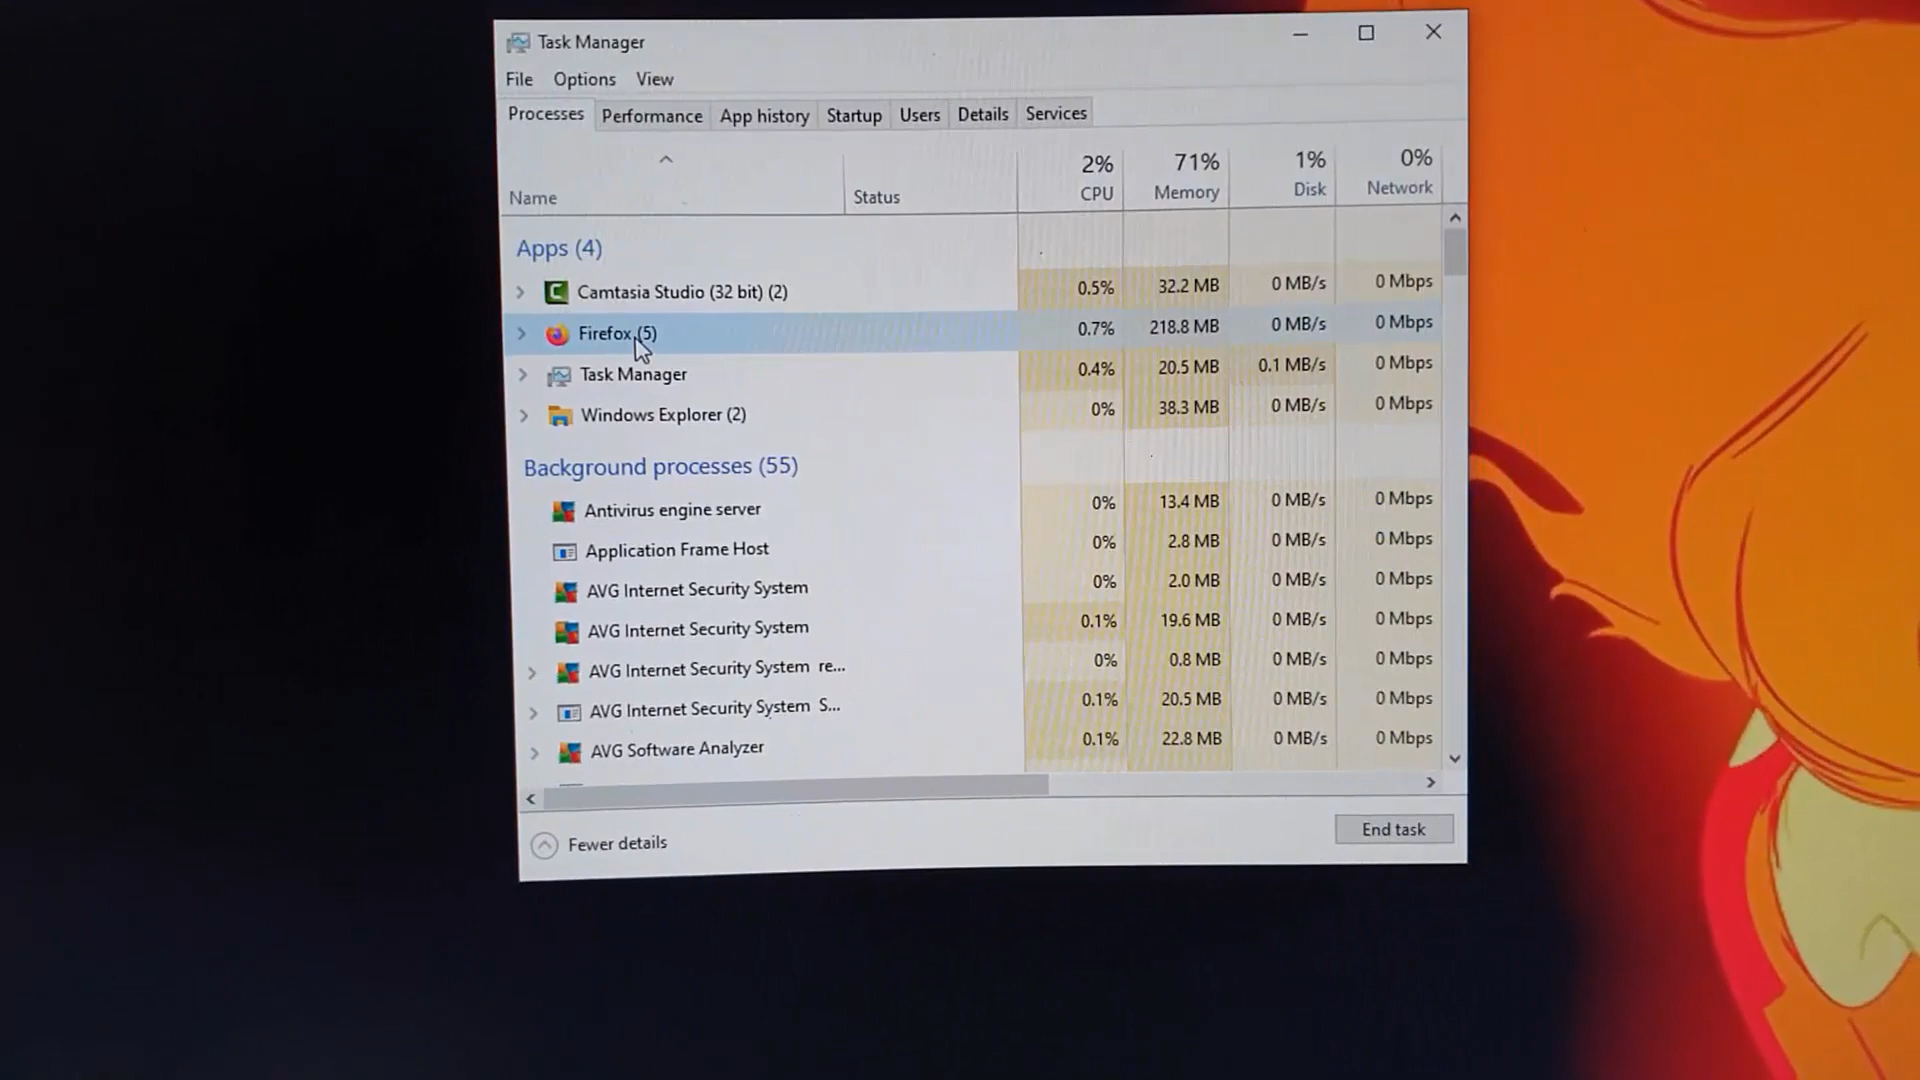 Task Manager
File Options View
Processes Performance App history Startup Users Details Services
2% 71% 1% 0%
Name Status CPU Memory Disk Network
Apps (4)
Camtasia Studio (32 bit) (2) 0.5% 32.2 MB 0 MB/s 0 Mbps
Firefox (5) 0.7% 218.8 MB 0 MB/s 0 Mbps
Task Manager 0.4% 20.5 MB 0.1 MB/s 0 Mbps
Windows Explorer (2) 0% 38.3 MB 0 MB/s 0 Mbps
Background processes (55)
Antivirus engine server 0% 13.4 MB 0 MB/s 0 Mbps
Application Frame Host 0% 2.8 MB 0 MB/s 0 Mbps
AVG Internet Security System 0% 2.0 MB 0 MB/s 0 Mbps
AVG Internet Security System 0.1% 19.6 MB 0 MB/s 0 Mbps
AVG Internet Security System re... 0% 0.8 MB 0 MB/s 0 Mbps
AVG Internet Security System S... 0.1% 20.5 MB 0 MB/s 0 Mbps
AVG Software Analyzer 0.1% 22.8 MB 0 MB/s 0 Mbps
Fewer details End task